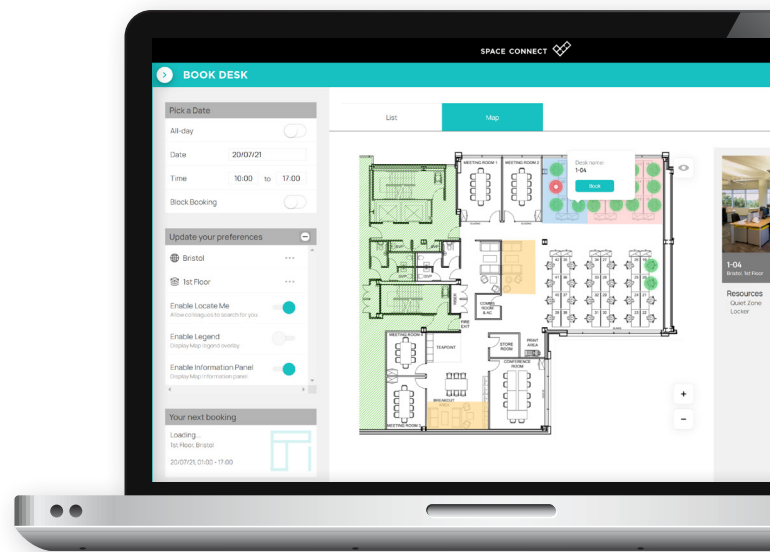 SPACE CONNECT
BOOK DESK
Pick a Date
All-day
Date 20/07/21
Time 10:00 to 17:00
Block Booking
Update your preferences
Bristol
1st Floor
Enable Locate Me
Allow colleagues to search for you.
Enable Legend
Display Map legend overlay
Enable Information Panel
Display Map Information panel
Your next booking
Loading...
1st Floor, Bristol
20/07/21, 01:00 - 17:00
List
Map
MEETING ROOM 1
MEETING ROOM 2
Desk name:
1-04
Book
COMMS
ROOM
& AC
RISER
FIRE
EXIT
TEAPOINT
STORE
ROOM
PRINT
AREA
CONFERENCE
ROOM
BREAKOUT
AREA
+
-
1-04
Bristol, 1st Floor
Resources
Quiet Zone
Locker